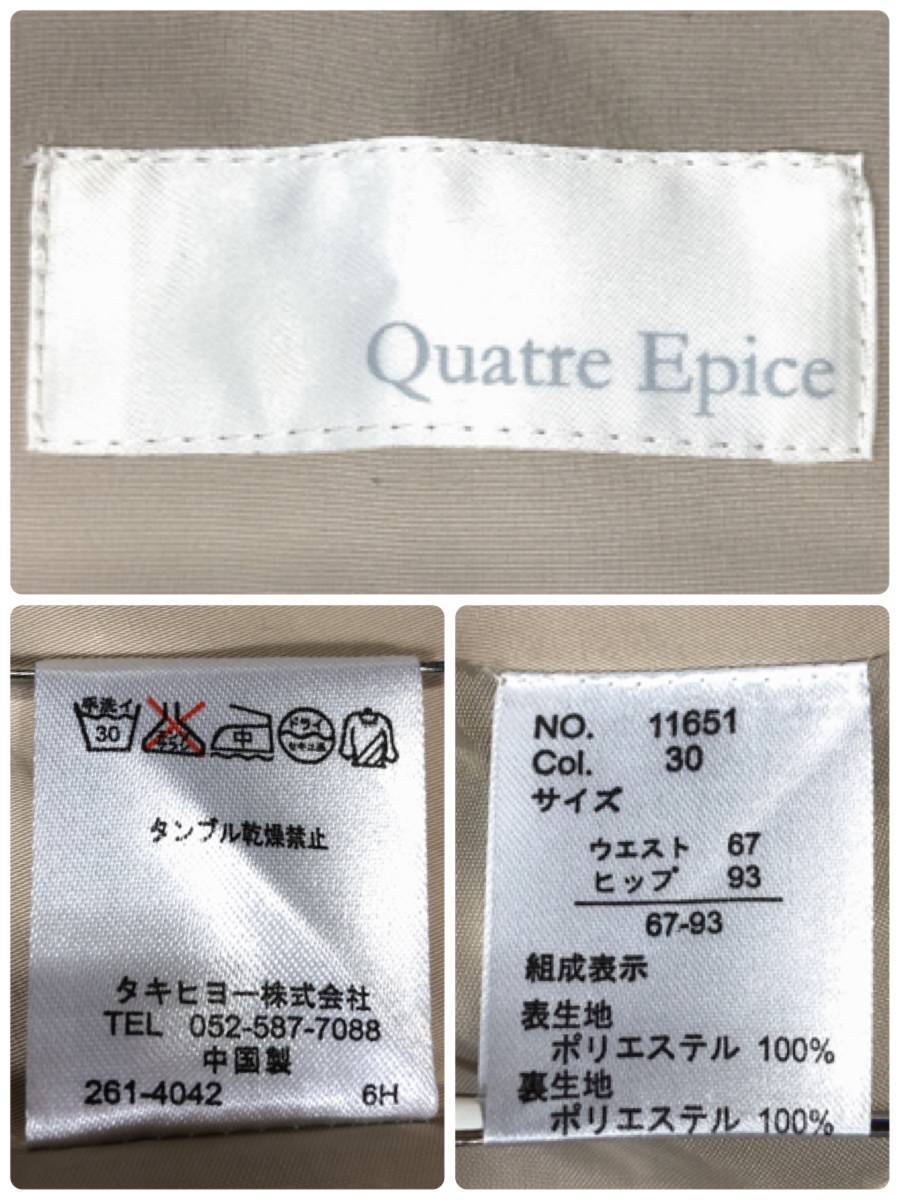 Quatre Epice
手洗イ
30
中
ドライ
セキユ系
タンブル乾燥禁止
タキヒヨー株式会社
TEL 052-587-7088
中国製
261-4042 6H
NO. 11651
Col. 30
サイズ
ウエスト 67
ヒップ 93
67-93
組成表示
表生地
ポリエステル 100%
裏生地
ポリエステル 100%